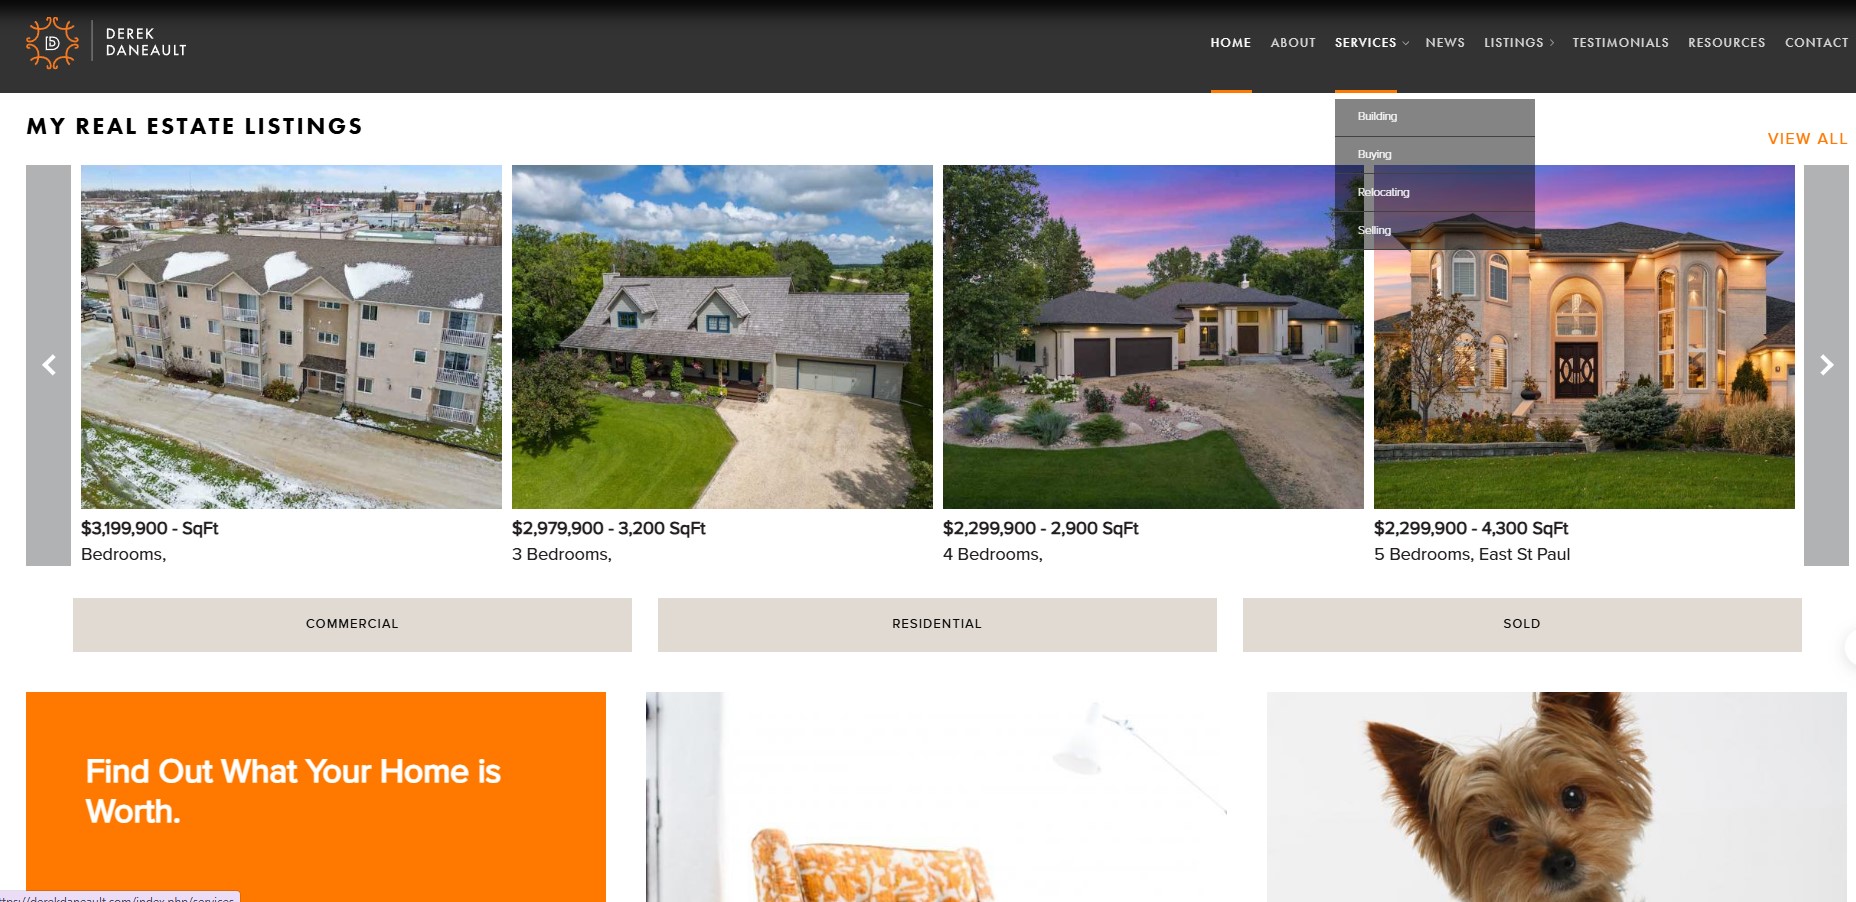 DEREK
DANEAULT
HOME ABOUT SERVICES NEWS LISTINGS TESTIMONIALS RESOURCES CONTACT
MY REAL ESTATE LISTINGS
VIEW ALL
Building
Buying
Relocating
Selling
$3,199,900 - SqFt
Bedrooms,
$2,979,900 - 3,200 SqFt
3 Bedrooms,
$2,299,900 - 2,900 SqFt
4 Bedrooms,
$2,299,900 - 4,300 SqFt
5 Bedrooms, East St Paul
COMMERCIAL
RESIDENTIAL
SOLD
Find Out What Your Home is
Worth.
ttps://derekdaneault.com/index.php/services